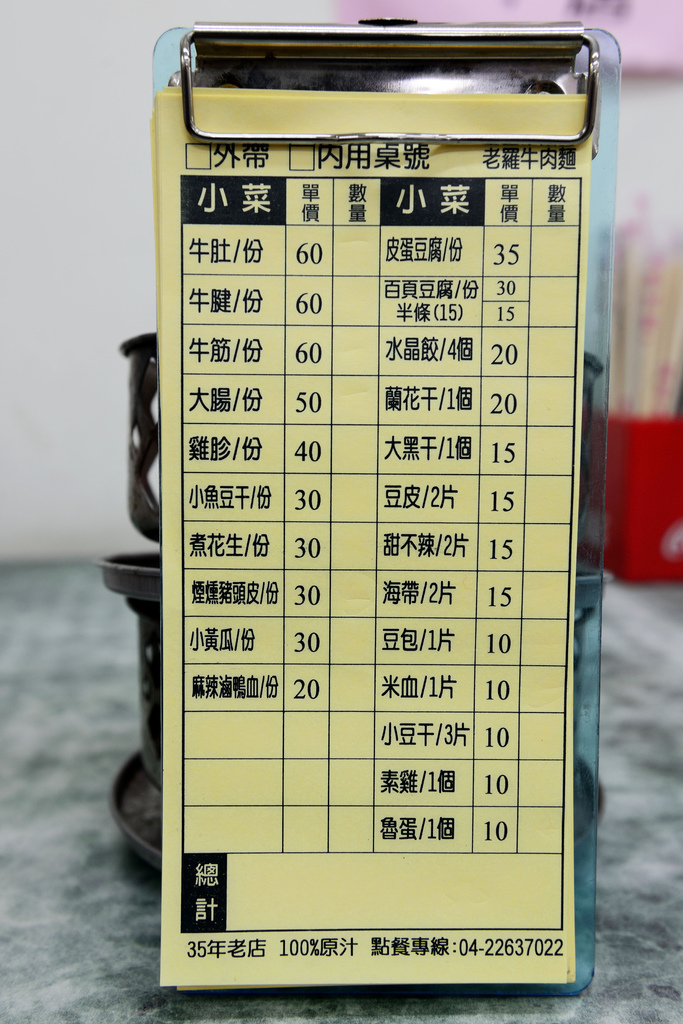 □外帶 □內用桌號 老羅牛肉麵
小菜 單價 數量 小菜 單價 數量
牛肚/份 60 皮蛋豆腐/份 35
牛腱/份 60 百頁豆腐/份 30
半條(15) 15
牛筋/份 60 水晶餃/4個 20
大腸/份 50 蘭花干/1個 20
雞胗/份 40 大黑干/1個 15
小魚豆干/份 30 豆皮/2片 15
煮花生/份 30 甜不辣/2片 15
煙燻豬頭皮/份 30 海帶/2片 15
小黃瓜/份 30 豆包/1片 10
麻辣滷鴨血/份 20 米血/1片 10
小豆干/3片 10
素雞/1個 10
魯蛋/1個 10
總計
35年老店 100%原汁 點餐專線:04-22637022